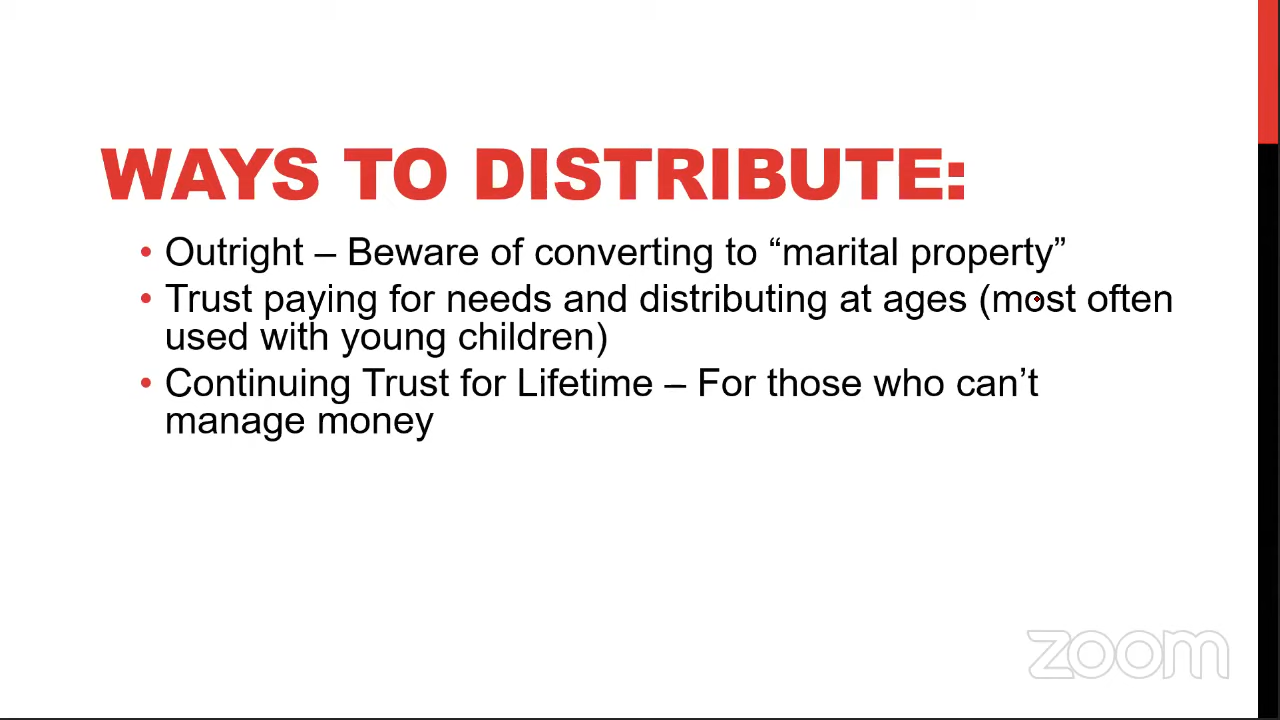 WAYS TO DISTRIBUTE:
• Outright – Beware of converting to “marital property”
• Trust paying for needs and distributing at ages (most often
used with young children)
• Continuing Trust for Lifetime – For those who can’t
manage money
zoom